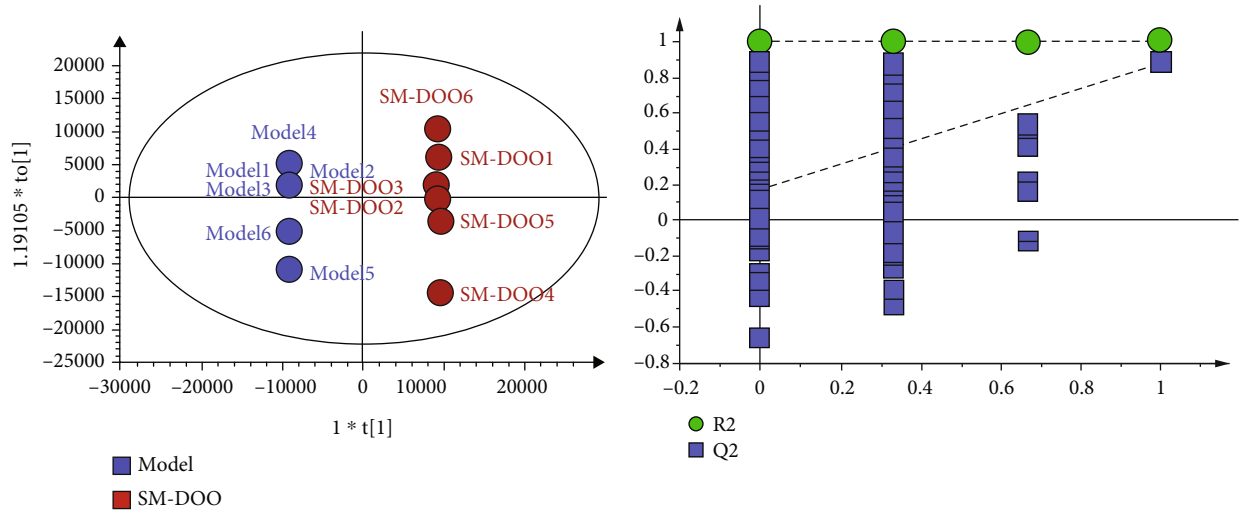 1.19105 * to[1]
20000
15000
10000
5000
0
−5000
−10000
−15000
−20000
−25000
SM-DOO6
Model4
SM-DOO1
Model1
Model2
Model3
SM-DOO3
SM-DOO2
SM-DOO5
Model6
Model5
SM-DOO4
−30000 −20000 −10000 0 10000 20000
1 * t[1]
Model
SM-DOO
1
0.8
0.6
0.4
0.2
0
−0.2
−0.4
−0.6
−0.8
−0.2 0 0.2 0.4 0.6 0.8 1
R2
Q2